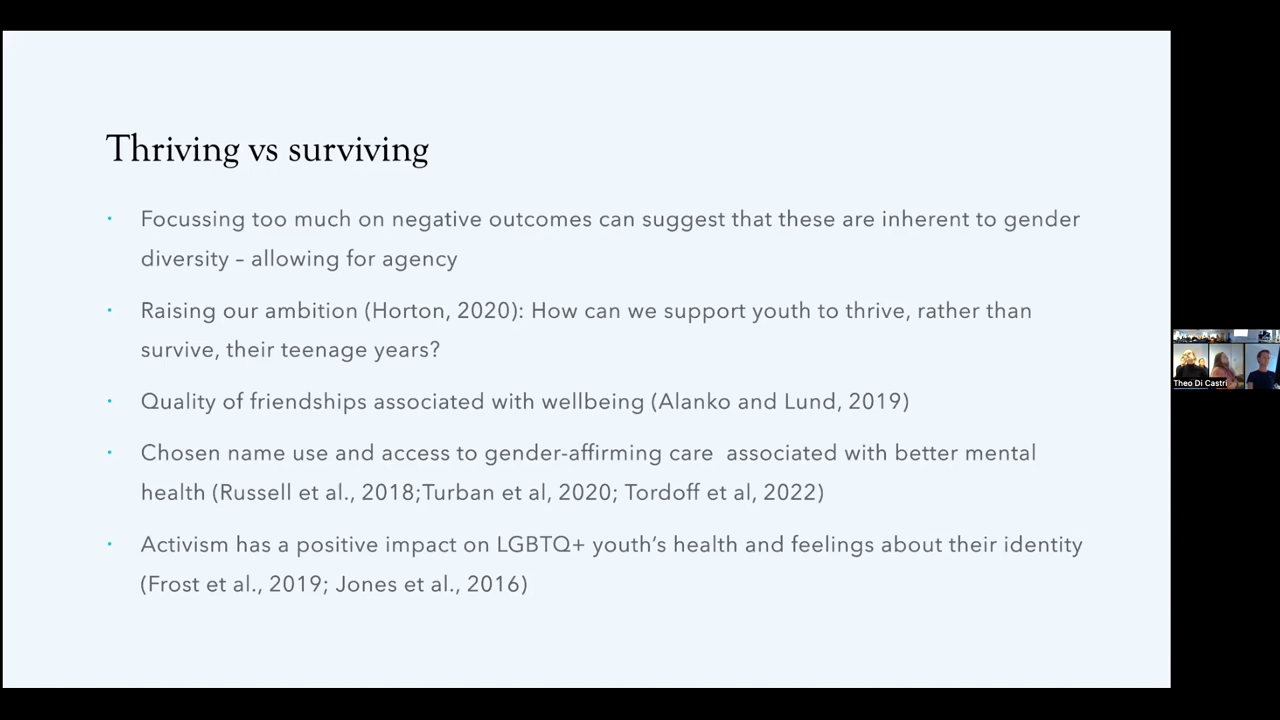 Thriving vs surviving
· Focussing too much on negative outcomes can suggest that these are inherent to gender
diversity – allowing for agency
· Raising our ambition (Horton, 2020): How can we support youth to thrive, rather than
survive, their teenage years?
· Quality of friendships associated with wellbeing (Alanko and Lund, 2019)
· Chosen name use and access to gender-affirming care  associated with better mental
health (Russell et al., 2018;Turban et al, 2020; Tordoff et al, 2022)
· Activism has a positive impact on LGBTQ+ youth’s health and feelings about their identity
(Frost et al., 2019; Jones et al., 2016)
Theo Di Castri